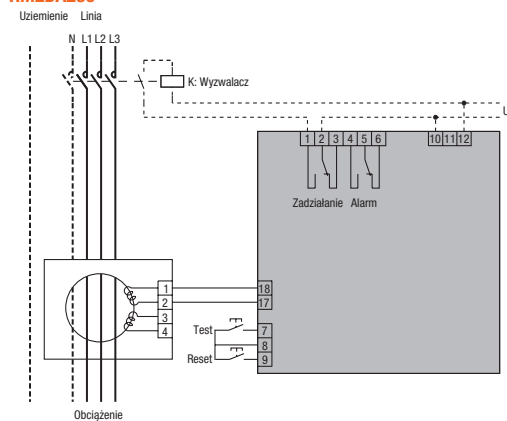 Uziemienie Linia
N L1 L2 L3
K: Wyzwalacz
U
1 2 3 4 5 6
10 11 12
Zadziałanie Alarm
1
2
3
4
18
17
Test
7
8
Reset
9
Obciążenie